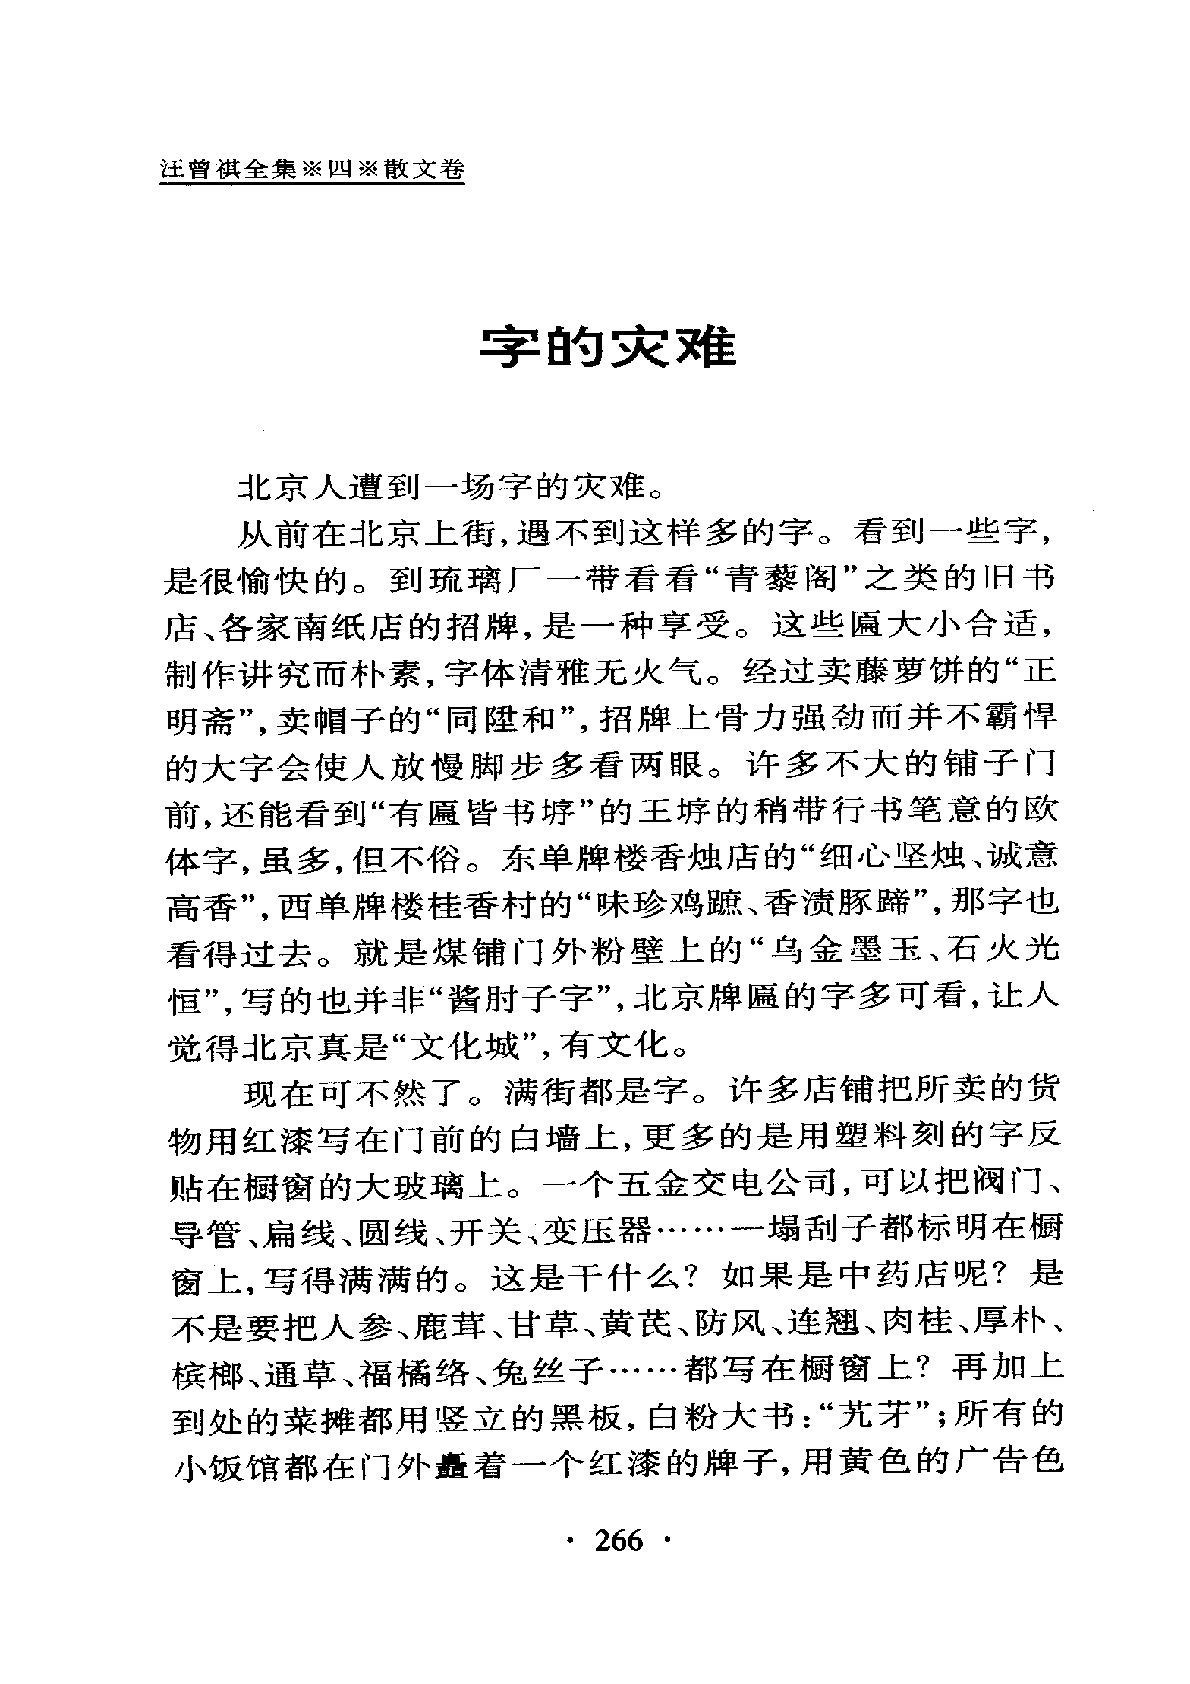 汪曾祺全集※四※散文卷
字的灾难
北京人遭到一场字的灾难。
从前在北京上街,遇不到这样多的字。看到一些字,
是很愉快的。到琉璃厂一带看看“青藜阁”之类的旧书
店、各家南纸店的招牌,是一种享受。这些匾大小合适,
制作讲究而朴素,字体清雅无火气。经过卖藤萝饼的“正
明斋”,卖帽子的“同陞和”,招牌上骨力强劲而并不霸悍
的大字会使人放慢脚步多看两眼。许多不大的铺子门
前,还能看到“有匾皆书垿”的王垿的稍带行书笔意的欧
体字,虽多,但不俗。东单牌楼香烛店的“细心坚烛、诚意
高香”,西单牌楼桂香村的“味珍鸡蹠、香渍豚蹄”,那字也
看得过去。就是煤铺门外粉壁上的“乌金墨玉、石火光
恒”,写的也并非“酱肘子字”,北京牌匾的字多可看,让人
觉得北京真是“文化城”,有文化。
现在可不然了。满街都是字。许多店铺把所卖的货
物用红漆写在门前的白墙上,更多的是用塑料刻的字反
贴在橱窗的大玻璃上。一个五金交电公司,可以把阀门、
导管、扁线、圆线、开关、变压器……一塌刮子都标明在橱
窗上,写得满满的。这是干什么？如果是中药店呢？是
不是要把人参、鹿茸、甘草、黄芪、防风、连翘、肉桂、厚朴、
槟榔、通草、福橘络、兔丝子……都写在橱窗上？再加上
到处的菜摊都用竖立的黑板,白粉大书:“艽芽”;所有的
小饭馆都在门外矗着一个红漆的牌子,用黄色的广告色
· 266 ·